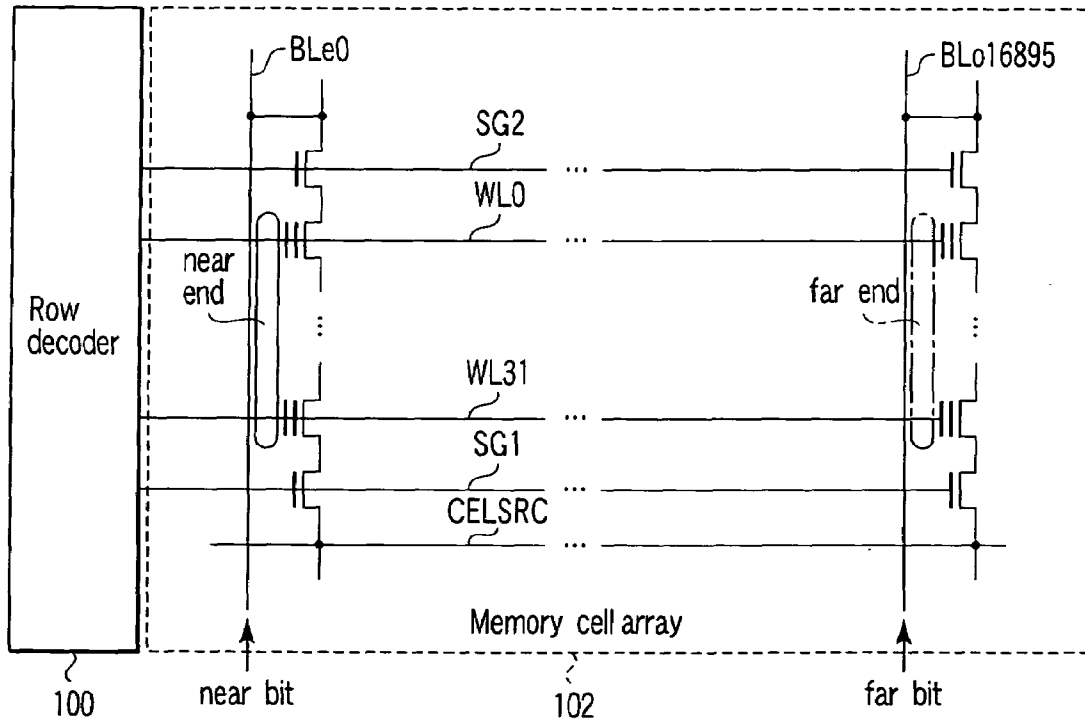 BLe0
BLo16895
SG2
WL0
near
end
far end
Row
decoder
...
WL31
SG1
CELSRC
Memory cell array
100
near bit
102
far bit